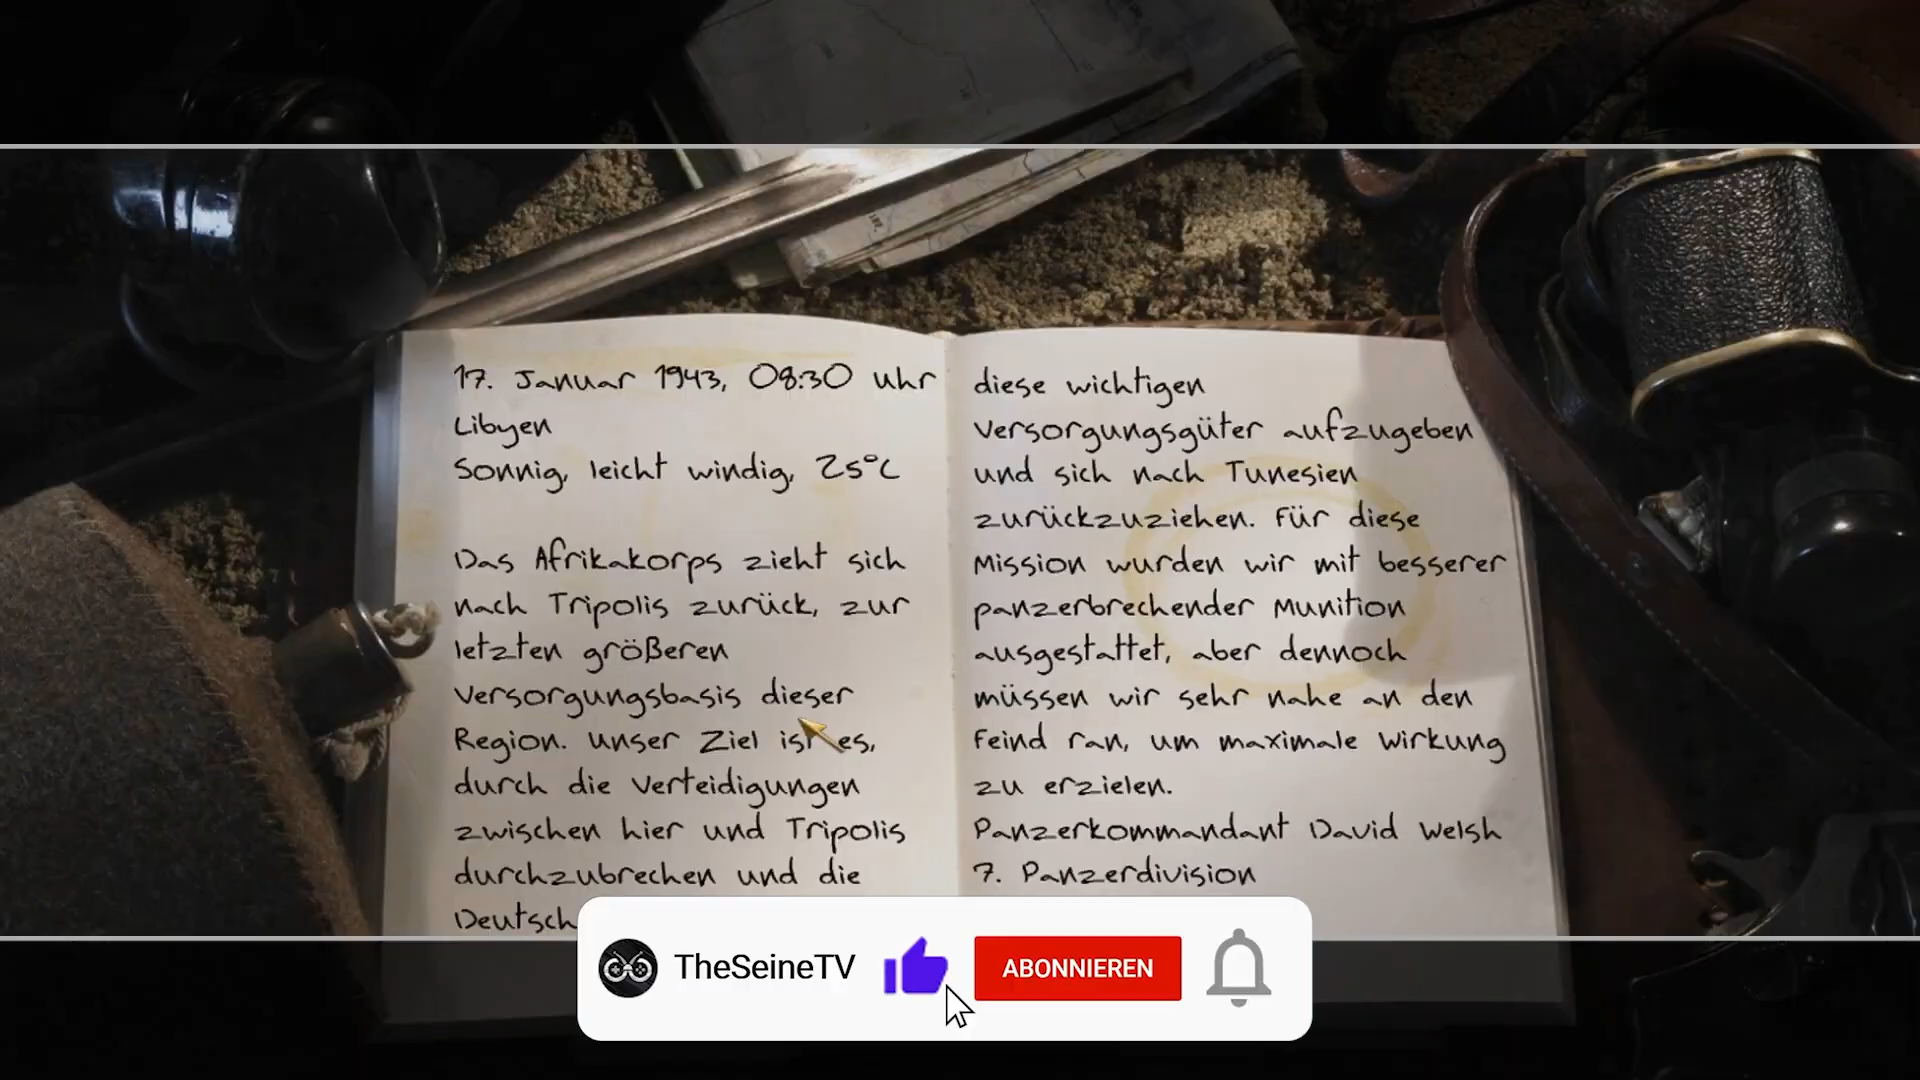 17. Januar 1943, 08:30 uhr
Libyen
Sonnig, leicht windig, 25°C
Das Afrikakorps zieht sich
nach Tripolis zurück, zur
letzten größeren
Versorgungsbasis dieser
Region. Unser Ziel ist es,
durch die Verteidigungen
zwischen hier und Tripolis
durchzubrechen und die
Deutsch
diese wichtigen
Versorgungsgüter aufzugeben
und sich nach Tunesien
zurückzuziehen. Für diese
Mission wurden wir mit besserer
panzerbrechender Munition
ausgestattet, aber dennoch
müssen wir sehr nahe an den
Feind ran, um maximale Wirkung
zu erzielen.
Panzerkommandant David Welsh
7. Panzerdivision
TheSeineTV
ABONNIEREN